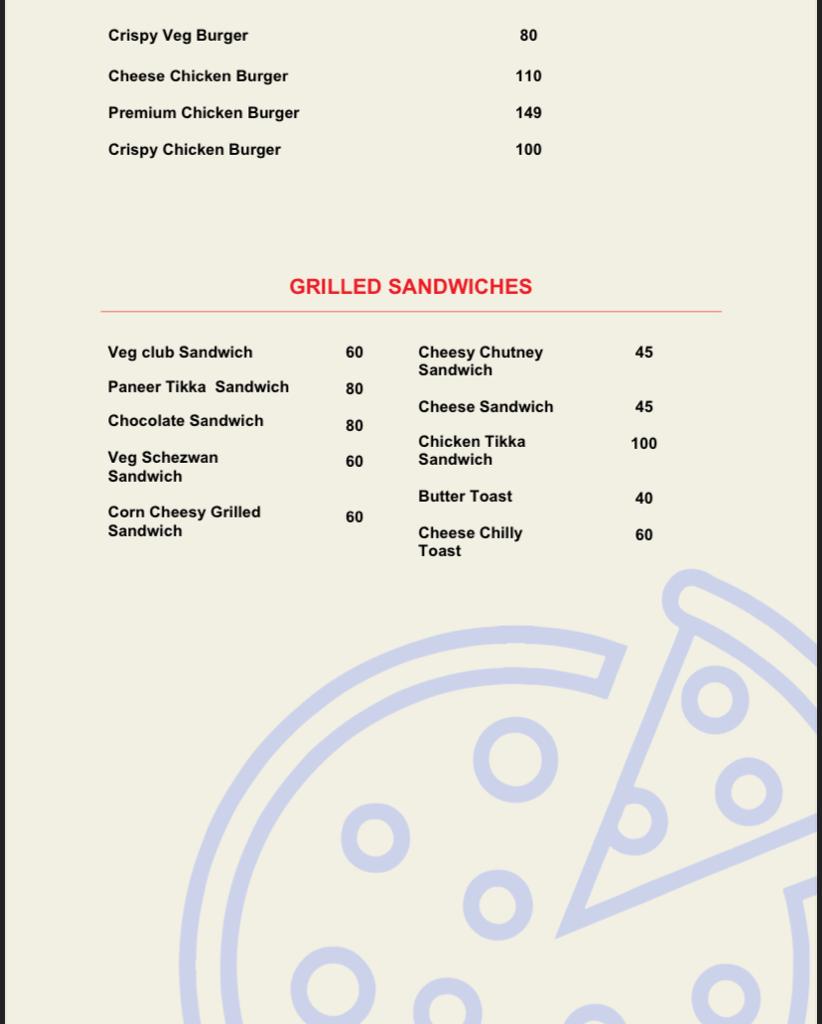 Crispy Veg Burger 80
Cheese Chicken Burger 110
Premium Chicken Burger 149
Crispy Chicken Burger 100
GRILLED SANDWICHES
Veg club Sandwich 60
Paneer Tikka  Sandwich 80
Chocolate Sandwich 80
Veg Schezwan 60
Sandwich
Corn Cheesy Grilled 60
Sandwich
Cheesy Chutney 45
Sandwich
Cheese Sandwich 45
Chicken Tikka 100
Sandwich
Butter Toast 40
Cheese Chilly 60
Toast